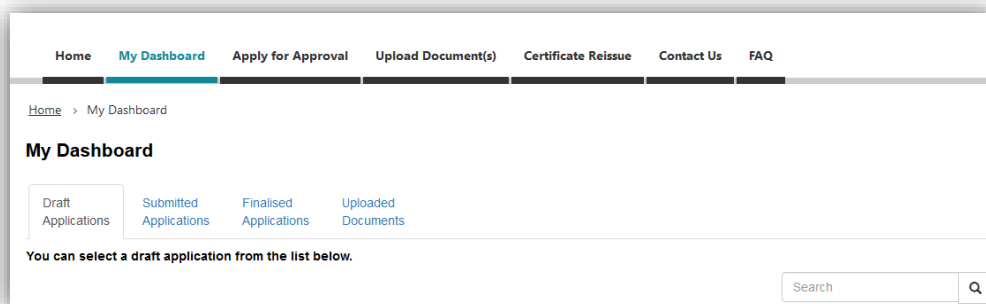 Home My Dashboard Apply for Approval Upload Document(s) Certificate Reissue Contact Us FAQ
Home > My Dashboard
My Dashboard
Draft Submitted Finalised Uploaded
Applications Applications Applications Documents
You can select a draft application from the list below.
Search